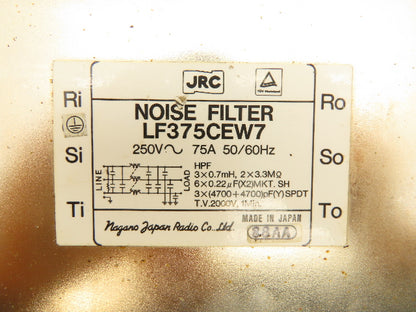 JRC
Ri
Ro
NOISE FILTER
LF375CEW7
250V∿ 75A 50/60Hz
Si
So
HPF
3×0.7mH, 2×3.3MΩ
6×0.22μF(X2)MKT. SH
3×(4700+4700)pF(Y)SPDT
T.V.2000V, 1Min.
LINE
LOAD
Ti
To
MADE IN JAPAN
Nagano Japan Radio Co., Ltd.